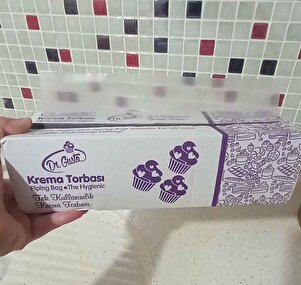 Dr. Gusto
Krema Torbası
Piping Bag • The Hygienic
Tek Kullanımlık
Krema Torbası